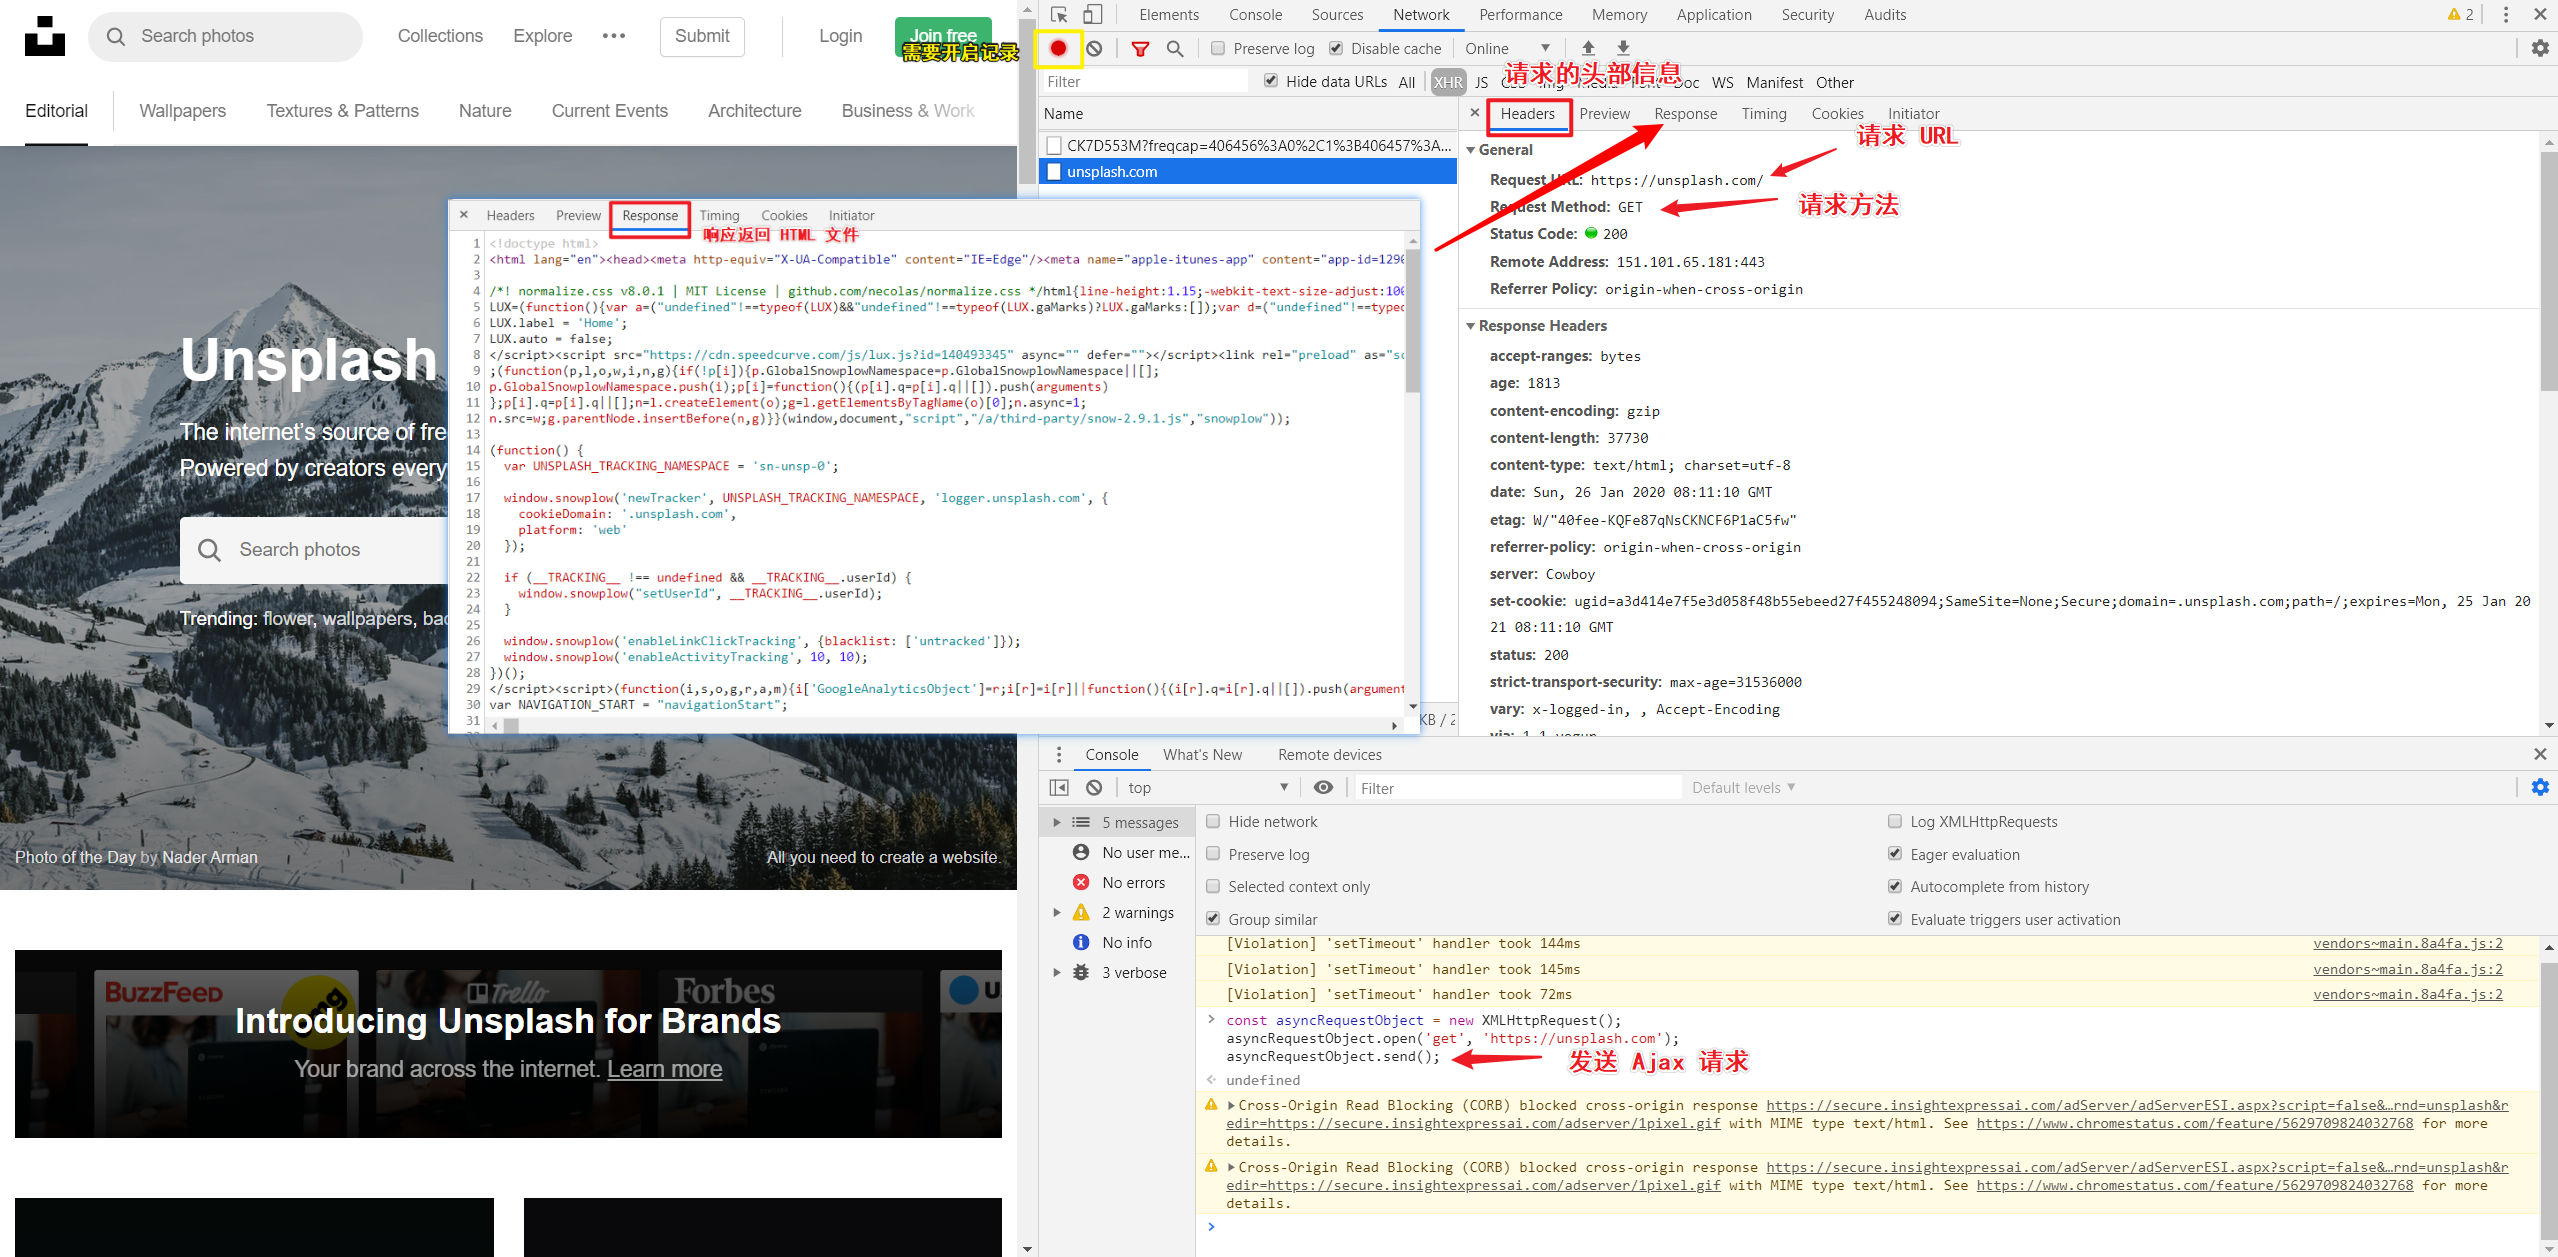 Search photos
Collections
Explore
Submit
Login
Join free
需要开启记录
Editorial
Wallpapers
Textures & Patterns
Nature
Current Events
Architecture
Business & Work
Unsplash
The internet's source of fre
Powered by creators every
Search photos
Trending: flower, wallpapers, bac
Photo of the Day by Nader Arman
All you need to create a website.
BuzzFeed
Trello
Forbes
Introducing Unsplash for Brands
Your brand across the internet. Learn more
Elements
Console
Sources
Network
Performance
Memory
Application
Security
Audits
2
Preserve log
Disable cache
Online
Filter
Hide data URLs
All
XHR
JS
请求的头部信息
Doc
WS
Manifest
Other
Name
CK7D553M?freqcap=406456%3A0%2C1%3B406457%3A...
unsplash.com
Headers
Preview
Response
Timing
Cookies
Initiator
General
请求 URL
Request URL: https://unsplash.com/
Request Method: GET
请求方法
Status Code: 200
Remote Address: 151.101.65.181:443
Referrer Policy: origin-when-cross-origin
Response Headers
accept-ranges: bytes
age: 1813
content-encoding: gzip
content-length: 37730
content-type: text/html; charset=utf-8
date: Sun, 26 Jan 2020 08:11:10 GMT
etag: W/"40fee-KQFe87qNsCKNCF6P1aC5fw"
referrer-policy: origin-when-cross-origin
server: Cowboy
set-cookie: ugid=a3d414e7f5e3d058f48b55ebeed27f455248094;SameSite=None;Secure;domain=.unsplash.com;path=/;expires=Mon, 25 Jan 20
21 08:11:10 GMT
status: 200
strict-transport-security: max-age=31536000
vary: x-logged-in, , Accept-Encoding
via: 1.1 vegur
Headers
Preview
Response
Timing
Cookies
Initiator
响应返回 HTML 文件
1 <!doctype html>
2 <html lang="en"><head><meta http-equiv="X-UA-Compatible" content="IE=Edge"/><meta name="apple-itunes-app" content="app-id=1290
3
4 /*! normalize.css v8.0.1 | MIT License | github.com/necolas/normalize.css */html{line-height:1.15;-webkit-text-size-adjust:100
5 LUX=(function(){var a=("undefined"!==typeof(LUX)&&"undefined"!==typeof(LUX.gaMarks)?LUX.gaMarks:[]);var d=("undefined"!==typeo
6 LUX.label = 'Home';
7 LUX.auto = false;
8 </script><script src="https://cdn.speedcurve.com/js/lux.js?id=140493345" async="" defer=""></script><link rel="preload" as="sc
9 ;(function(p,l,o,w,i,n,g){if(!p[i]){p.GlobalSnowplowNamespace=p.GlobalSnowplowNamespace||[];
10 p.GlobalSnowplowNamespace.push(i);p[i]=function(){(p[i].q=p[i].q||[]).push(arguments)
11 };p[i].q=p[i].q||[];n=l.createElement(o);g=l.getElementsByTagName(o)[0];n.async=1;
12 n.src=w;g.parentNode.insertBefore(n,g)}}(window,document,"script","/a/third-party/snow-2.9.1.js","snowplow"));
13
14 (function() {
15 var UNSPLASH_TRACKING_NAMESPACE = 'sn-unsp-0';
16
17 window.snowplow('newTracker', UNSPLASH_TRACKING_NAMESPACE, 'logger.unsplash.com', {
18 cookieDomain: '.unsplash.com',
19 platform: 'web'
20 });
21
22 if (__TRACKING__ !== undefined && __TRACKING__.userId) {
23 window.snowplow("setUserId", __TRACKING__.userId);
24 }
25
26 window.snowplow('enableLinkClickTracking', {blacklist: ['untracked']});
27 window.snowplow('enableActivityTracking', 10, 10);
28 })();
29 </script><script>(function(i,s,o,g,r,a,m){i['GoogleAnalyticsObject']=r;i[r]=i[r]||function(){(i[r].q=i[r].q||[]).push(argument
30 var NAVIGATION_START = "navigationStart";
31
KB / 2
Console
What's New
Remote devices
top
Filter
Default levels
5 messages
No user me...
No errors
2 warnings
No info
3 verbose
Hide network
Log XMLHttpRequests
Preserve log
Eager evaluation
Selected context only
Autocomplete from history
Group similar
Evaluate triggers user activation
[Violation] 'setTimeout' handler took 144ms
vendors~main.8a4fa.js:2
[Violation] 'setTimeout' handler took 145ms
vendors~main.8a4fa.js:2
[Violation] 'setTimeout' handler took 72ms
vendors~main.8a4fa.js:2
const asyncRequestObject = new XMLHttpRequest();
asyncRequestObject.open('get', 'https://unsplash.com');
asyncRequestObject.send();
发送 Ajax 请求
undefined
Cross-Origin Read Blocking (CORB) blocked cross-origin response https://secure.insightexpressai.com/adServer/adServerESI.aspx?script=false&…rnd=unsplash&r
edir=https://secure.insightexpressai.com/adserver/1pixel.gif with MIME type text/html. See https://www.chromestatus.com/feature/5629709824032768 for more
details.
Cross-Origin Read Blocking (CORB) blocked cross-origin response https://secure.insightexpressai.com/adServer/adServerESI.aspx?script=false&…rnd=unsplash&r
edir=https://secure.insightexpressai.com/adserver/1pixel.gif with MIME type text/html. See https://www.chromestatus.com/feature/5629709824032768 for more
details.